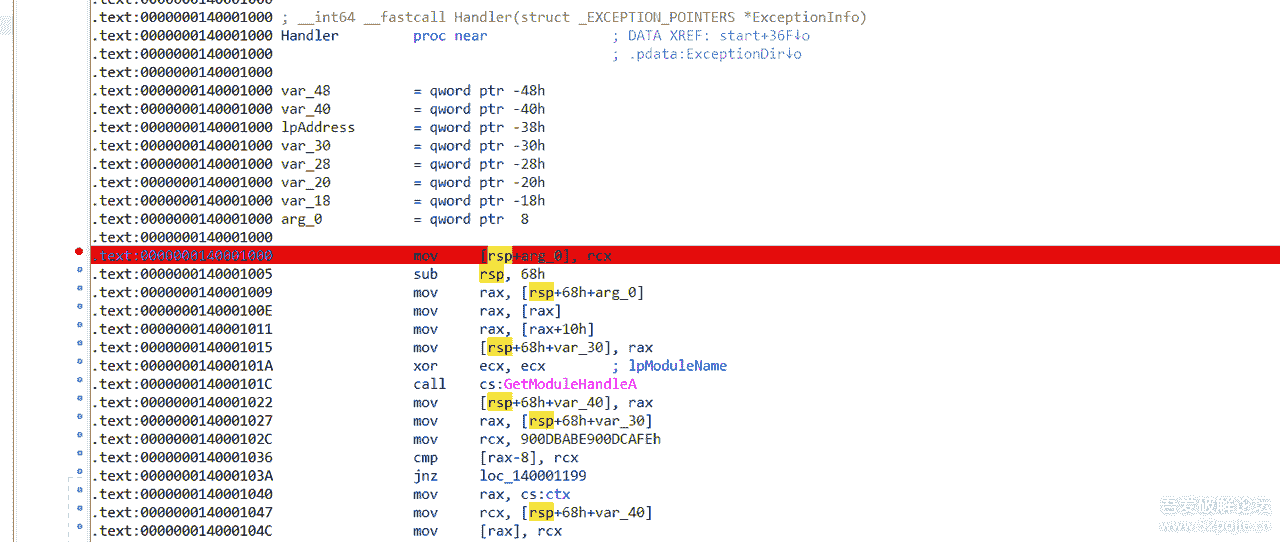 .text:0000000140001000
.text:0000000140001000 ; __int64 __fastcall Handler(struct _EXCEPTION_POINTERS *ExceptionInfo)
.text:0000000140001000 Handler proc near ; DATA XREF: start+36F↓o
.text:0000000140001000 ; .pdata:ExceptionDir↓o
.text:0000000140001000
.text:0000000140001000 var_48 = qword ptr -48h
.text:0000000140001000 var_40 = qword ptr -40h
.text:0000000140001000 lpAddress = qword ptr -38h
.text:0000000140001000 var_30 = qword ptr -30h
.text:0000000140001000 var_28 = qword ptr -28h
.text:0000000140001000 var_20 = qword ptr -20h
.text:0000000140001000 var_18 = qword ptr -18h
.text:0000000140001000 arg_0 = qword ptr 8
.text:0000000140001000
.text:0000000140001000 mov [rsp+arg_0], rcx
.text:0000000140001005 sub rsp, 68h
.text:0000000140001009 mov rax, [rsp+68h+arg_0]
.text:000000014000100E mov rax, [rax]
.text:0000000140001011 mov rax, [rax+10h]
.text:0000000140001015 mov [rsp+68h+var_30], rax
.text:000000014000101A xor ecx, ecx ; lpModuleName
.text:000000014000101C call cs:GetModuleHandleA
.text:0000000140001022 mov [rsp+68h+var_40], rax
.text:0000000140001027 mov rax, [rsp+68h+var_30]
.text:000000014000102C mov rcx, 900DBABE900DCAFEh
.text:0000000140001036 cmp [rax-8], rcx
.text:000000014000103A jnz loc_140001199
.text:0000000140001040 mov rax, cs:ctx
.text:0000000140001047 mov rcx, [rsp+68h+var_40]
.text:000000014000104C mov [rax], rcx
吾爱破解论坛
www.52pojie.cn